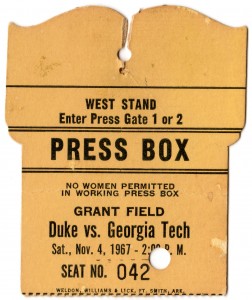 WEST STAND
Enter Press Gate 1 or 2
PRESS BOX
NO WOMEN PERMITTED
IN WORKING PRESS BOX
GRANT FIELD
Duke vs. Georgia Tech
Sat., Nov. 4, 1967 - 2:00 P. M.
SEAT NO. 042
WELDON, WILLIAMS & LICK, FT. SMITH, ARK.